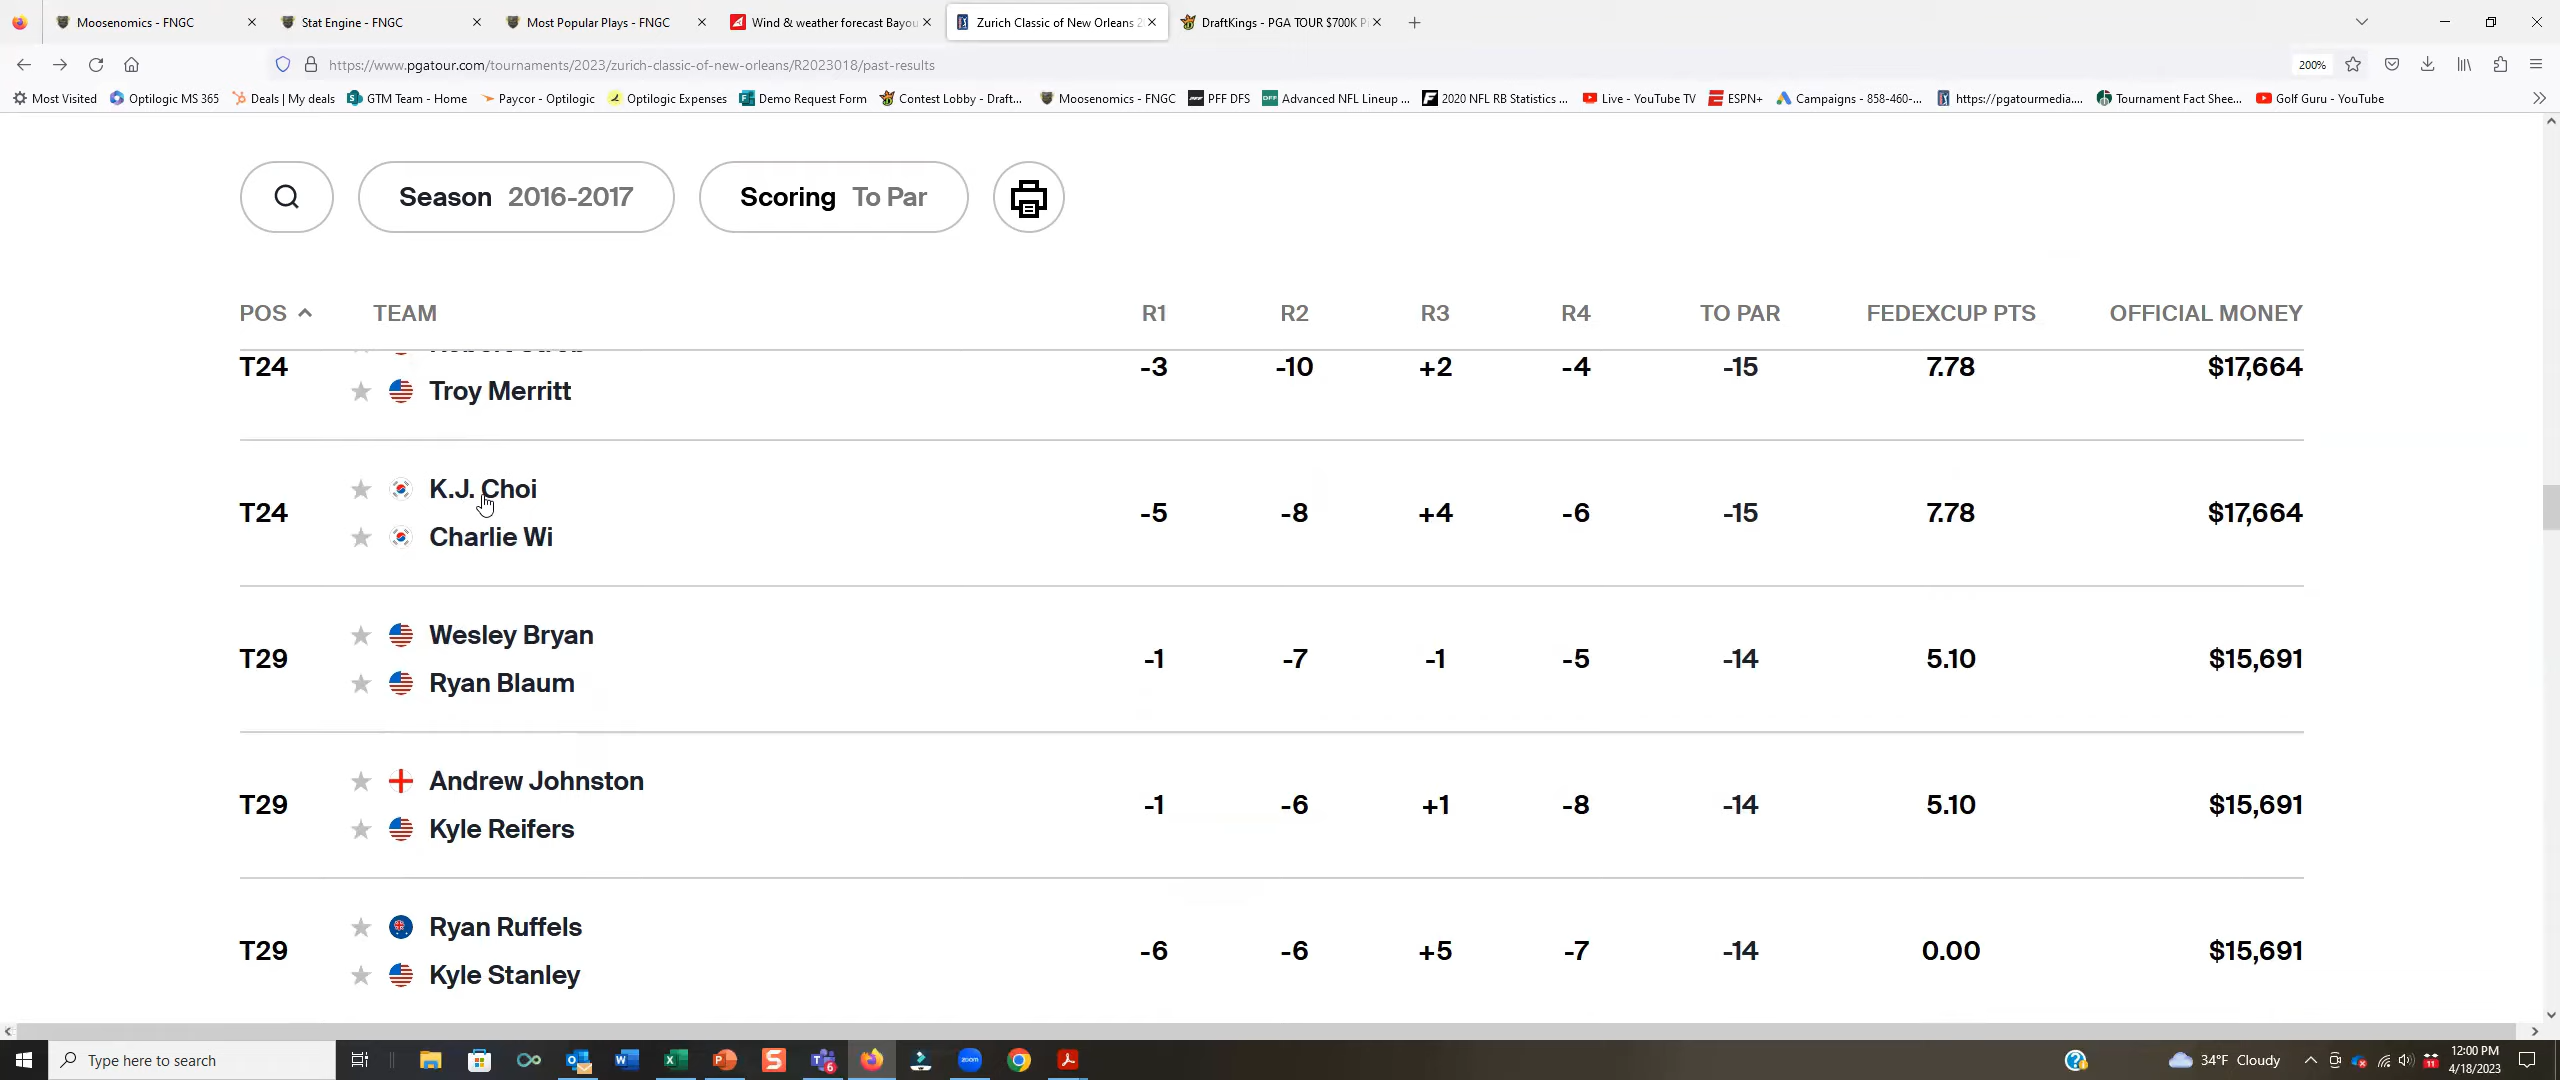 Moosenomics - FNGC
Stat Engine - FNGC
Most Popular Plays - FNGC
Wind & weather forecast Bayou
Zurich Classic of New Orleans 2
DraftKings - PGA TOUR $700K P
https://www.pgatour.com/tournaments/2023/zurich-classic-of-new-orleans/R2023018/past-results
200%
Most Visited
Optilogic MS 365
Deals | My deals
GTM Team - Home
Paycor - Optilogic
Optilogic Expenses
Demo Request Form
Contest Lobby - Draft...
Moosenomics - FNGC
PFF DFS
Advanced NFL Lineup ...
2020 NFL RB Statistics ...
Live - YouTube TV
ESPN+
Campaigns - 858-460-...
https://pgatourmedia....
Tournament Fact Shee...
Golf Guru - YouTube
Season 2016-2017
Scoring To Par
POS TEAM R1 R2 R3 R4 TO PAR FEDEXCUP PTS OFFICIAL MONEY
T24 -3 -10 +2 -4 -15 7.78 $17,664
Troy Merritt
K.J. Choi
T24 -5 -8 +4 -6 -15 7.78 $17,664
Charlie Wi
Wesley Bryan
T29 -1 -7 -1 -5 -14 5.10 $15,691
Ryan Blaum
Andrew Johnston
T29 -1 -6 +1 -8 -14 5.10 $15,691
Kyle Reifers
Ryan Ruffels
T29 -6 -6 +5 -7 -14 0.00 $15,691
Kyle Stanley
Type here to search
34°F Cloudy
12:00 PM
4/18/2023